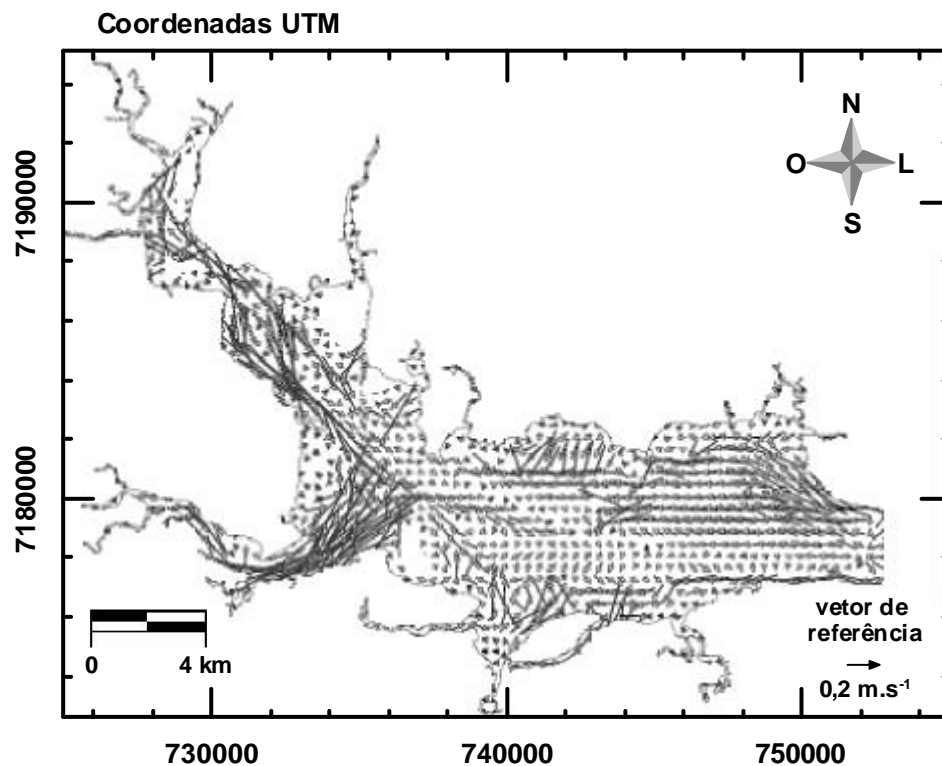 Coordenadas UTM
N
O L
S
7190000
7180000
vetor de
referência
0,2 m.s⁻¹
0 4 km
730000 740000 750000